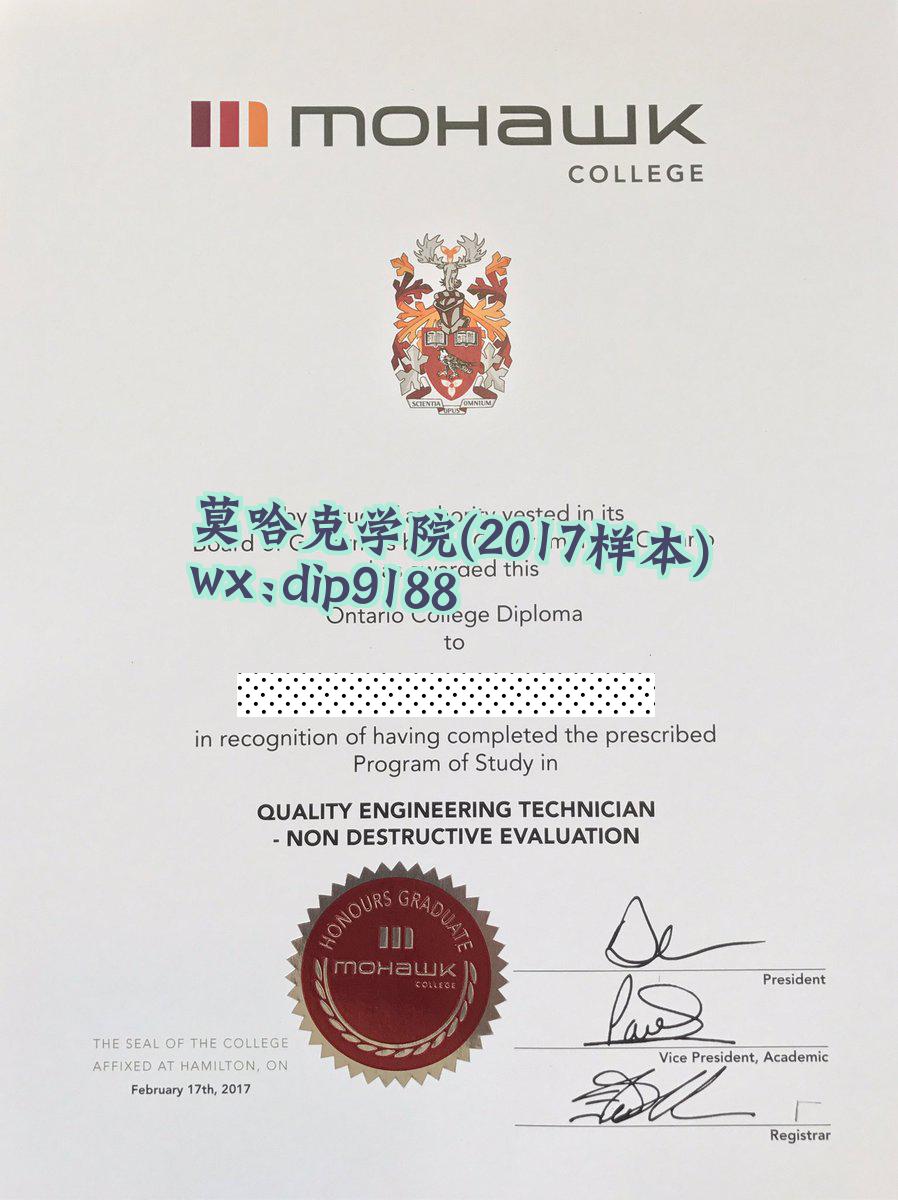 mohawk
COLLEGE
SCIENTIA OPUS OMNIUM
by vested in its
莫哈克学院(2017样本)
Board of
awarded this
wx:dip9188
Ontario College Diploma
to
in recognition of having completed the prescribed
Program of Study in
QUALITY ENGINEERING TECHNICIAN
- NON DESTRUCTIVE EVALUATION
HONOURS GRADUATE
mohawk
COLLEGE
President
Vice President, Academic
THE SEAL OF THE COLLEGE
AFFIXED AT HAMILTON, ON
February 17th, 2017
Registrar